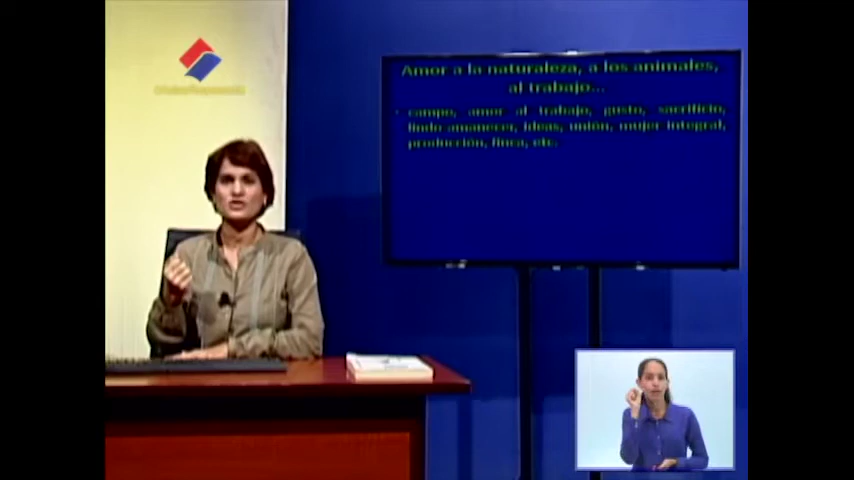 Amor a la naturaleza, a los animales,
al trabajo...
campo, amor al trabajo, gusto, sacrificio,
lindo amanecer, ideas, unión, mujer integral,
producción, finca, etc.